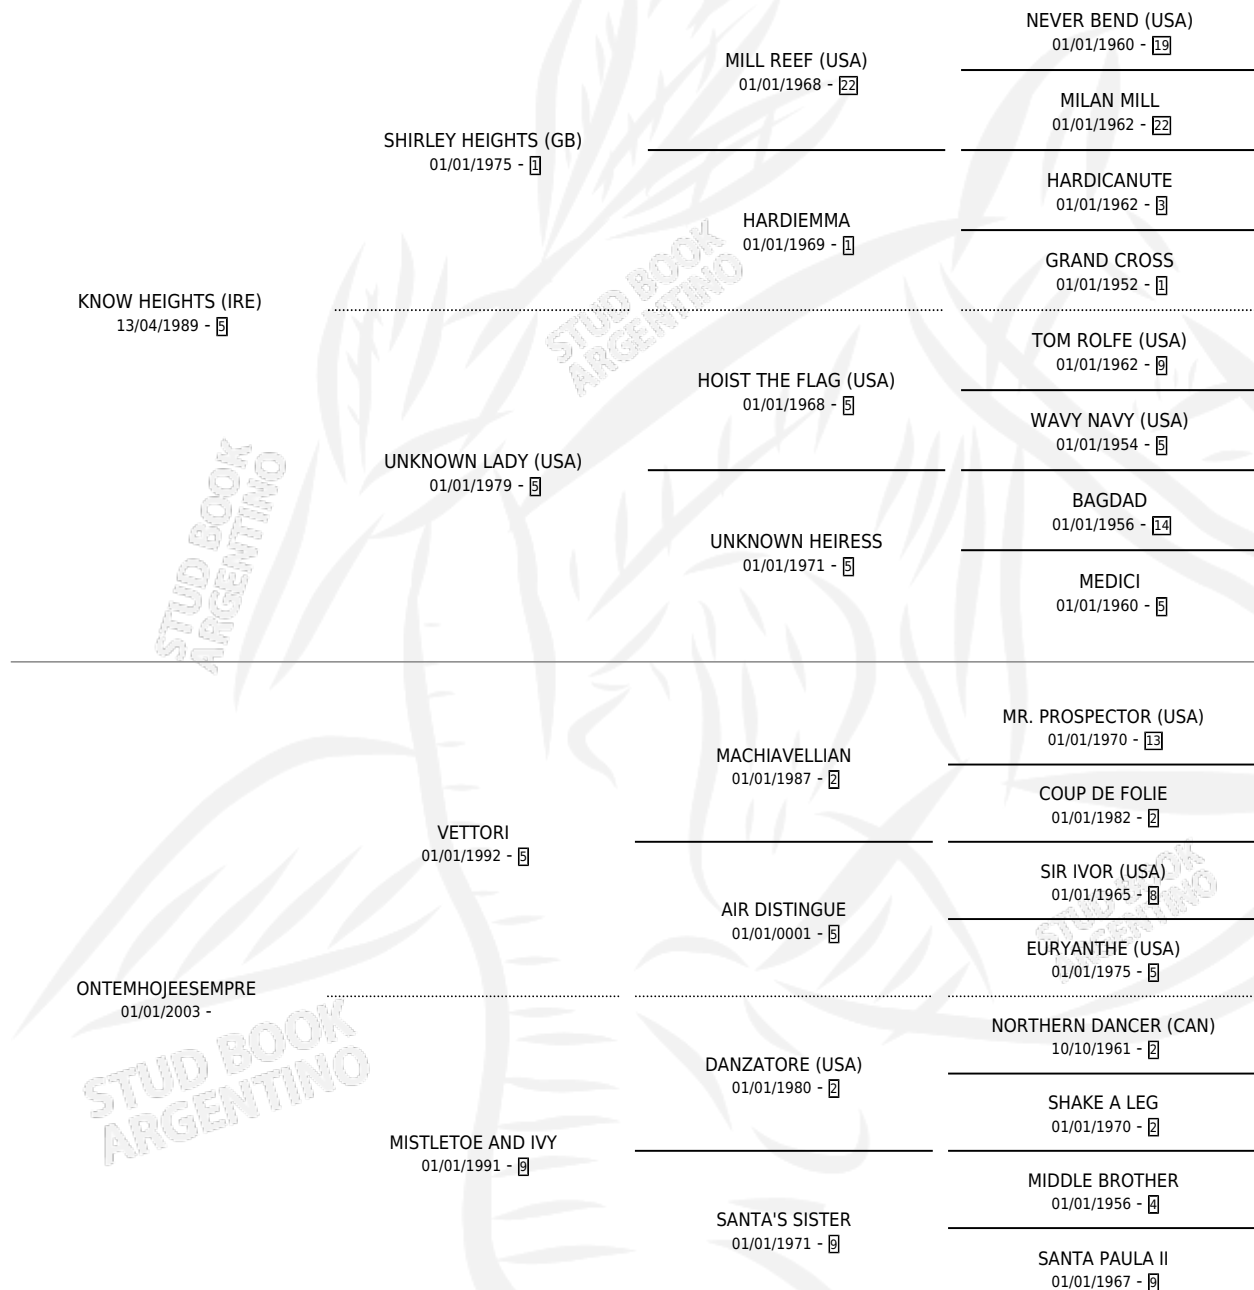 NEVER BEND (USA)
01/01/1960 - 19
MILL REEF (USA)
01/01/1968 - 22
MILAN MILL
01/01/1962 - 22
SHIRLEY HEIGHTS (GB)
01/01/1975 - 1
HARDICANUTE
01/01/1962 - 3
HARDIEMMA
01/01/1969 - 1
GRAND CROSS
01/01/1952 - 1
KNOW HEIGHTS (IRE)
13/04/1989 - 5
TOM ROLFE (USA)
01/01/1962 - 9
HOIST THE FLAG (USA)
01/01/1968 - 5
WAVY NAVY (USA)
01/01/1954 - 5
UNKNOWN LADY (USA)
01/01/1979 - 5
BAGDAD
01/01/1956 - 14
UNKNOWN HEIRESS
01/01/1971 - 5
MEDICI
01/01/1960 - 5
MR. PROSPECTOR (USA)
01/01/1970 - 13
MACHIAVELLIAN
01/01/1987 - 2
COUP DE FOLIE
01/01/1982 - 2
VETTORI
01/01/1992 - 5
SIR IVOR (USA)
01/01/1965 - 8
AIR DISTINGUE
01/01/0001 - 5
EURYANTHE (USA)
01/01/1975 - 5
ONTEMHOJEESEMPRE
01/01/2003 -
NORTHERN DANCER (CAN)
10/10/1961 - 2
DANZATORE (USA)
01/01/1980 - 2
SHAKE A LEG
01/01/1970 - 2
MISTLETOE AND IVY
01/01/1991 - 9
MIDDLE BROTHER
01/01/1956 - 4
SANTA'S SISTER
01/01/1971 - 9
SANTA PAULA II
01/01/1967 - 9
STUD BOOK
ARGENTINO
STUD BOOK
ARGENTINO
STUD BOOK
ARGENTINO
STUD BOOK
ARGENTINO